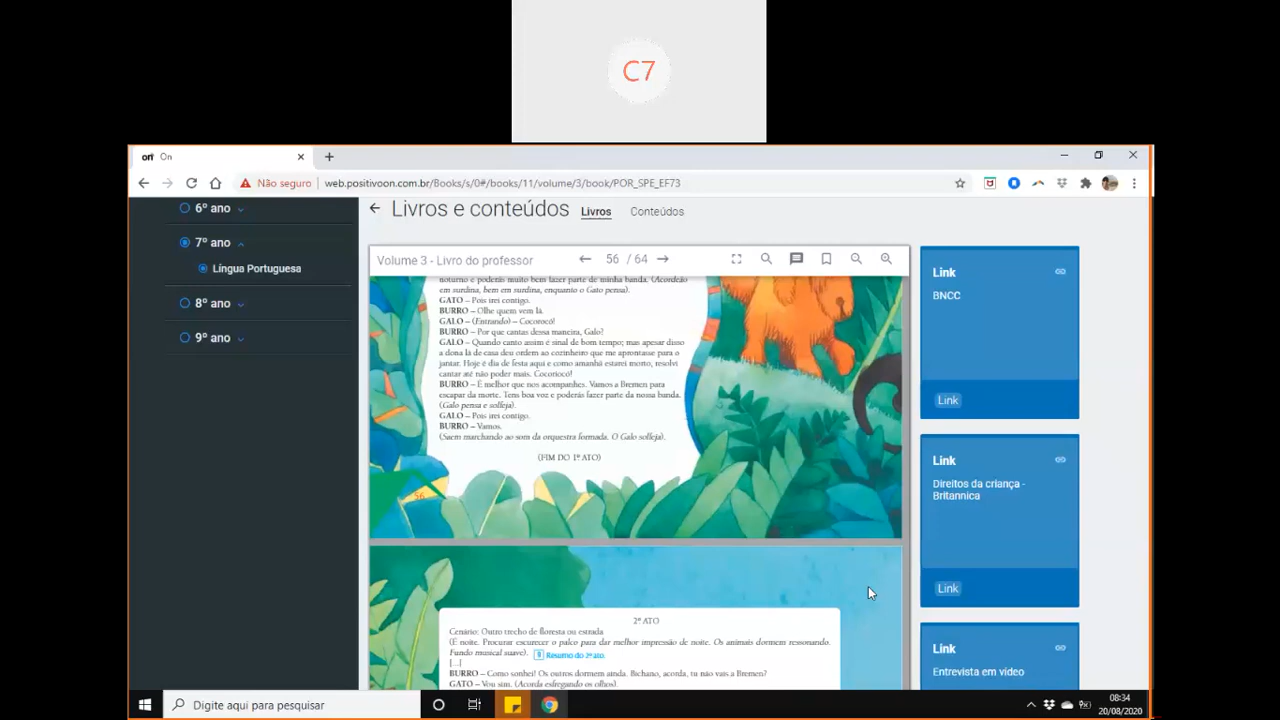 C7
on On
Não seguro web.positivoon.com.br/Books/s/0#/books/11/volume/3/book/POR_SPE_EF73
6º ano
7º ano
Língua Portuguesa
8º ano
9º ano
Livros e conteúdos Livros Conteúdos
Volume 3 - Livro do professor 56 / 64
noturno e poderás muito bem fazer parte de minha banda. (Acordeão
em surdina, bem em surdina, enquanto o Gato pensa).
GATO – Pois irei contigo.
BURRO – Olhe quem vem lá.
GALO – (Entrando) – Cocorocó!
BURRO – Por que cantas dessa maneira, Galo?
GALO – Quando canto assim é sinal de bom tempo; mas apesar disso
a dona lá de casa deu ordem ao cozinheiro que me aprontasse para o
jantar. Hoje é dia de festa aqui e como amanhã estarei morto, resolvi
cantar até não poder mais. Cocoriocó!
BURRO – É melhor que nos acompanhes. Vamos a Bremen para
escapar da morte. Tens boa voz e poderás fazer parte da nossa banda.
(Galo pensa e solfeja).
GALO – Pois irei contigo.
BURRO – Vamos.
(Saem marchando ao som da orquestra formada. O Galo solfeja).
(FIM DO 1º ATO)
56
2º ATO
Cenário: Outro trecho de floresta ou estrada
(É noite. Procurar escurecer o palco para dar melhor impressão de noite. Os animais dormem ressonando.
Fundo musical suave). 8 Resumo do 2º ato.
[...]
BURRO – Como sonhei! Os outros dormem ainda. Bichano, acorda, tu não vais a Bremen?
GATO – Vou sim. (Acorda esfregando os olhos).
Link
BNCC
Link
Link
Direitos da criança -
Britannica
Link
Link
Entrevista em vídeo
Digite aqui para pesquisar
08:34
20/08/2020